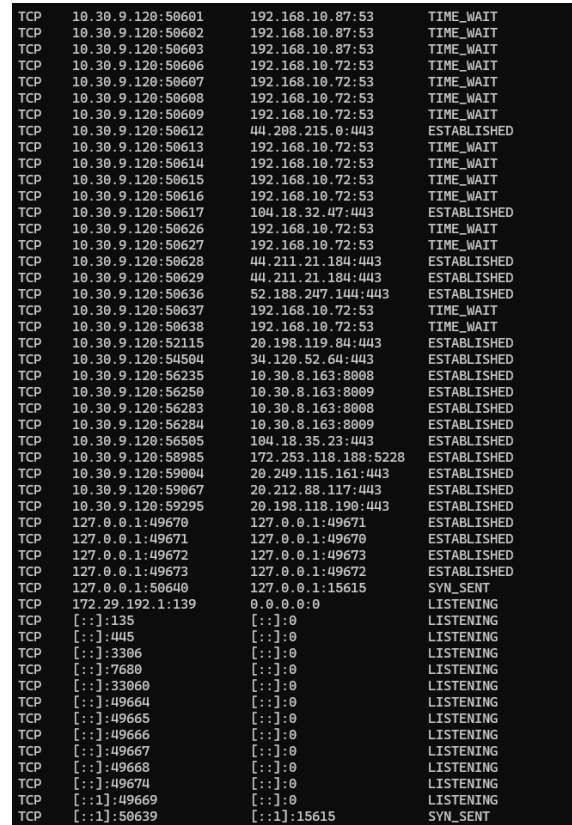 TCP 10.30.9.120:50601 192.168.10.87:53 TIME_WAIT
TCP 10.30.9.120:50602 192.168.10.87:53 TIME_WAIT
TCP 10.30.9.120:50603 192.168.10.87:53 TIME_WAIT
TCP 10.30.9.120:50606 192.168.10.72:53 TIME_WAIT
TCP 10.30.9.120:50607 192.168.10.72:53 TIME_WAIT
TCP 10.30.9.120:50608 192.168.10.72:53 TIME_WAIT
TCP 10.30.9.120:50609 192.168.10.72:53 TIME_WAIT
TCP 10.30.9.120:50612 44.208.215.0:443 ESTABLISHED
TCP 10.30.9.120:50613 192.168.10.72:53 TIME_WAIT
TCP 10.30.9.120:50614 192.168.10.72:53 TIME_WAIT
TCP 10.30.9.120:50615 192.168.10.72:53 TIME_WAIT
TCP 10.30.9.120:50616 192.168.10.72:53 TIME_WAIT
TCP 10.30.9.120:50617 104.18.32.47:443 ESTABLISHED
TCP 10.30.9.120:50626 192.168.10.72:53 TIME_WAIT
TCP 10.30.9.120:50627 192.168.10.72:53 TIME_WAIT
TCP 10.30.9.120:50628 44.211.21.184:443 ESTABLISHED
TCP 10.30.9.120:50629 44.211.21.184:443 ESTABLISHED
TCP 10.30.9.120:50636 52.188.247.144:443 ESTABLISHED
TCP 10.30.9.120:50637 192.168.10.72:53 TIME_WAIT
TCP 10.30.9.120:50638 192.168.10.72:53 TIME_WAIT
TCP 10.30.9.120:52115 20.198.119.84:443 ESTABLISHED
TCP 10.30.9.120:54504 34.120.52.64:443 ESTABLISHED
TCP 10.30.9.120:56235 10.30.8.163:8008 ESTABLISHED
TCP 10.30.9.120:56250 10.30.8.163:8009 ESTABLISHED
TCP 10.30.9.120:56283 10.30.8.163:8008 ESTABLISHED
TCP 10.30.9.120:56284 10.30.8.163:8009 ESTABLISHED
TCP 10.30.9.120:56505 104.18.35.23:443 ESTABLISHED
TCP 10.30.9.120:58985 172.253.118.188:5228 ESTABLISHED
TCP 10.30.9.120:59004 20.249.115.161:443 ESTABLISHED
TCP 10.30.9.120:59067 20.212.88.117:443 ESTABLISHED
TCP 10.30.9.120:59295 20.198.118.190:443 ESTABLISHED
TCP 127.0.0.1:49670 127.0.0.1:49671 ESTABLISHED
TCP 127.0.0.1:49671 127.0.0.1:49670 ESTABLISHED
TCP 127.0.0.1:49672 127.0.0.1:49673 ESTABLISHED
TCP 127.0.0.1:49673 127.0.0.1:49672 ESTABLISHED
TCP 127.0.0.1:50640 127.0.0.1:15615 SYN_SENT
TCP 172.29.192.1:139 0.0.0.0:0 LISTENING
TCP [::]:135 [::]:0 LISTENING
TCP [::]:445 [::]:0 LISTENING
TCP [::]:3306 [::]:0 LISTENING
TCP [::]:7680 [::]:0 LISTENING
TCP [::]:33060 [::]:0 LISTENING
TCP [::]:49664 [::]:0 LISTENING
TCP [::]:49665 [::]:0 LISTENING
TCP [::]:49666 [::]:0 LISTENING
TCP [::]:49667 [::]:0 LISTENING
TCP [::]:49668 [::]:0 LISTENING
TCP [::]:49674 [::]:0 LISTENING
TCP [::1]:49669 [::]:0 LISTENING
TCP [::1]:50639 [::1]:15615 SYN_SENT